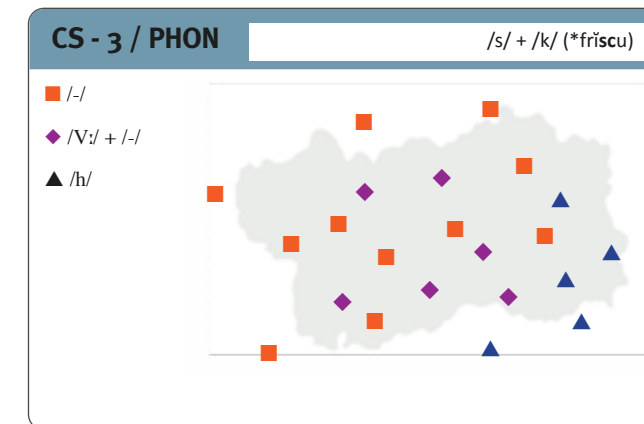 CS - 3 / PHON
/s/ + /k/ (*frĭscu)
/-/
/V:/ + /-/
/h/